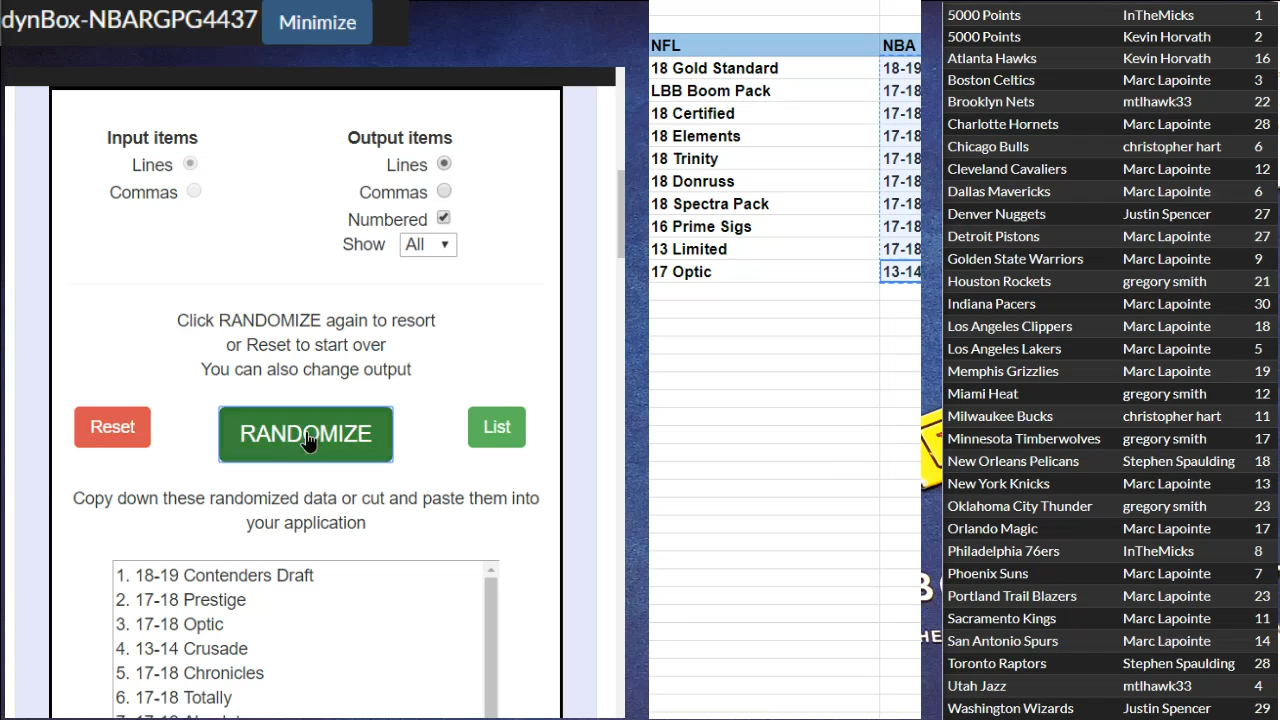 dynBox-NBARGPG4437 Minimize
Input items
Output items
Lines
Lines
Commas
Commas
Numbered
Show All
Click RANDOMIZE again to resort
or Reset to start over
You can also change output
Reset
RANDOMIZE
List
Copy down these randomized data or cut and paste them into
your application
1. 18-19 Contenders Draft
2. 17-18 Prestige
3. 17-18 Optic
4. 13-14 Crusade
5. 17-18 Chronicles
6. 17-18 Totally
NFL NBA
18 Gold Standard 18-19
LBB Boom Pack 17-18
18 Certified 17-18
18 Elements 17-18
18 Trinity 17-18
18 Donruss 17-18
18 Spectra Pack 17-18
16 Prime Sigs 17-18
13 Limited 17-18
17 Optic 13-14
5000 Points InTheMicks 1
5000 Points Kevin Horvath 2
Atlanta Hawks Kevin Horvath 16
Boston Celtics Marc Lapointe 3
Brooklyn Nets mtlhawk33 22
Charlotte Hornets Marc Lapointe 28
Chicago Bulls christopher hart 6
Cleveland Cavaliers Marc Lapointe 12
Dallas Mavericks Marc Lapointe 6
Denver Nuggets Justin Spencer 27
Detroit Pistons Marc Lapointe 27
Golden State Warriors Marc Lapointe 9
Houston Rockets gregory smith 21
Indiana Pacers Marc Lapointe 30
Los Angeles Clippers Marc Lapointe 18
Los Angeles Lakers Marc Lapointe 5
Memphis Grizzlies Marc Lapointe 19
Miami Heat gregory smith 12
Milwaukee Bucks christopher hart 11
Minnesota Timberwolves gregory smith 17
New Orleans Pelicans Stephen Spaulding 18
New York Knicks Marc Lapointe 13
Oklahoma City Thunder gregory smith 23
Orlando Magic Marc Lapointe 17
Philadelphia 76ers InTheMicks 8
Phoenix Suns Marc Lapointe 7
Portland Trail Blazers Marc Lapointe 23
Sacramento Kings Marc Lapointe 11
San Antonio Spurs Marc Lapointe 14
Toronto Raptors Stephen Spaulding 28
Utah Jazz mtlhawk33 4
Washington Wizards Justin Spencer 29